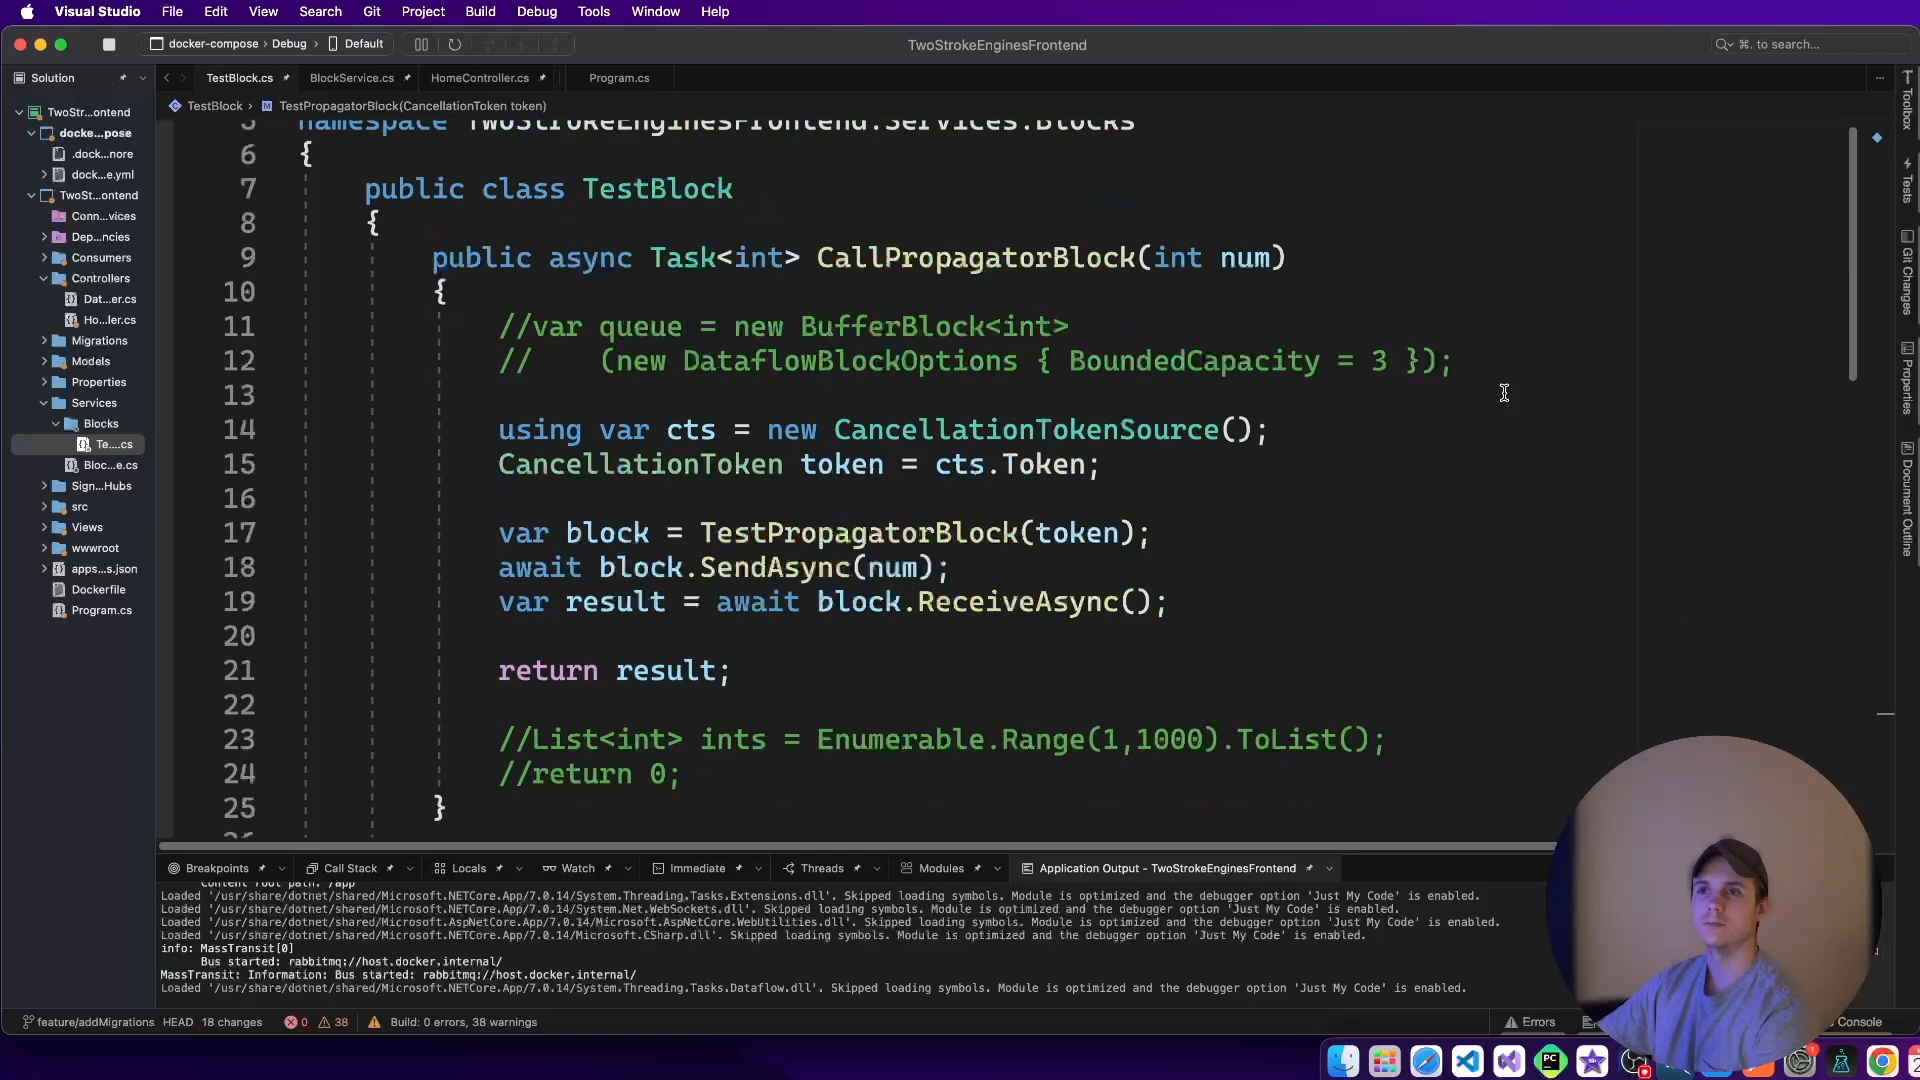 Visual Studio File Edit View Search Git Project Build Debug Tools Window Help
docker-compose › Debug › Default
TwoStrokeEnginesFrontend
⌘. to search...
Solution
TestBlock.cs
BlockService.cs
HomeController.cs
Program.cs
TestBlock › TestPropagatorBlock(CancellationToken token)
TwoStr...ontend
docke...pose
.dock...nore
dock...e.yml
TwoSt...ontend
Conn...vices
Dep...ncies
Consumers
Controllers
Dat...er.cs
Ho...ler.cs
Migrations
Models
Properties
Services
Blocks
Te....cs
Bloc...e.cs
Sign...Hubs
src
Views
wwwroot
apps...s.json
Dockerfile
Program.cs
5 namespace TwoStrokeEnginesFrontend.Services.Blocks
6 {
7 public class TestBlock
8 {
9 public async Task<int> CallPropagatorBlock(int num)
10 {
11 //var queue = new BufferBlock<int>
12 // (new DataflowBlockOptions { BoundedCapacity = 3 });
13
14 using var cts = new CancellationTokenSource();
15 CancellationToken token = cts.Token;
16
17 var block = TestPropagatorBlock(token);
18 await block.SendAsync(num);
19 var result = await block.ReceiveAsync();
20
21 return result;
22
23 //List<int> ints = Enumerable.Range(1,1000).ToList();
24 //return 0;
25 }
Toolbox
Tests
Git Changes
Properties
Document Outline
Breakpoints
Call Stack
Locals
Watch
Immediate
Threads
Modules
Application Output - TwoStrokeEnginesFrontend
Content root path: /app
Loaded '/usr/share/dotnet/shared/Microsoft.NETCore.App/7.0.14/System.Threading.Tasks.Extensions.dll'. Skipped loading symbols. Module is optimized and the debugger option 'Just My Code' is enabled.
Loaded '/usr/share/dotnet/shared/Microsoft.NETCore.App/7.0.14/System.Net.WebSockets.dll'. Skipped loading symbols. Module is optimized and the debugger option 'Just My Code' is enabled.
Loaded '/usr/share/dotnet/shared/Microsoft.AspNetCore.App/7.0.14/Microsoft.AspNetCore.WebUtilities.dll'. Skipped loading symbols. Module is optimized and the debugger option 'Just My Code' is enabled.
Loaded '/usr/share/dotnet/shared/Microsoft.NETCore.App/7.0.14/Microsoft.CSharp.dll'. Skipped loading symbols. Module is optimized and the debugger option 'Just My Code' is enabled.
info: MassTransit[0]
Bus started: rabbitmq://host.docker.internal/
MassTransit: Information: Bus started: rabbitmq://host.docker.internal/
Loaded '/usr/share/dotnet/shared/Microsoft.NETCore.App/7.0.14/System.Threading.Tasks.Dataflow.dll'. Skipped loading symbols. Module is optimized and the debugger option 'Just My Code' is enabled.
feature/addMigrations HEAD 18 changes 0 38 Build: 0 errors, 38 warnings
Errors
Console
PC